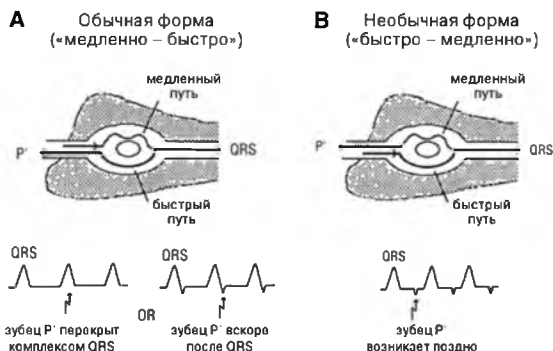 A Обычная форма
(«медленно – быстро»)
медленный
путь
P'
QRS
быстрый
путь
QRS
QRS
OR
зубец P' перекрыт
комплексом QRS
зубец P' вскоре
после QRS
B Необычная форма
(«быстро – медленно»)
медленный
путь
P'
QRS
быстрый
путь
QRS
зубец P'
возникает поздно